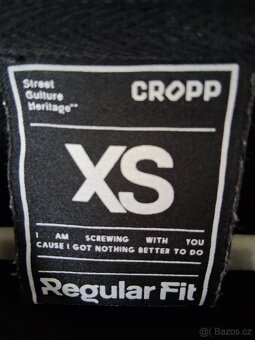 Street
Culture
Heritage™
CROPP
XS
I AM SCREWING WITH YOU
CAUSE I GOT NOTHING BETTER TO DO
Regular Fit
© Bazos.cz